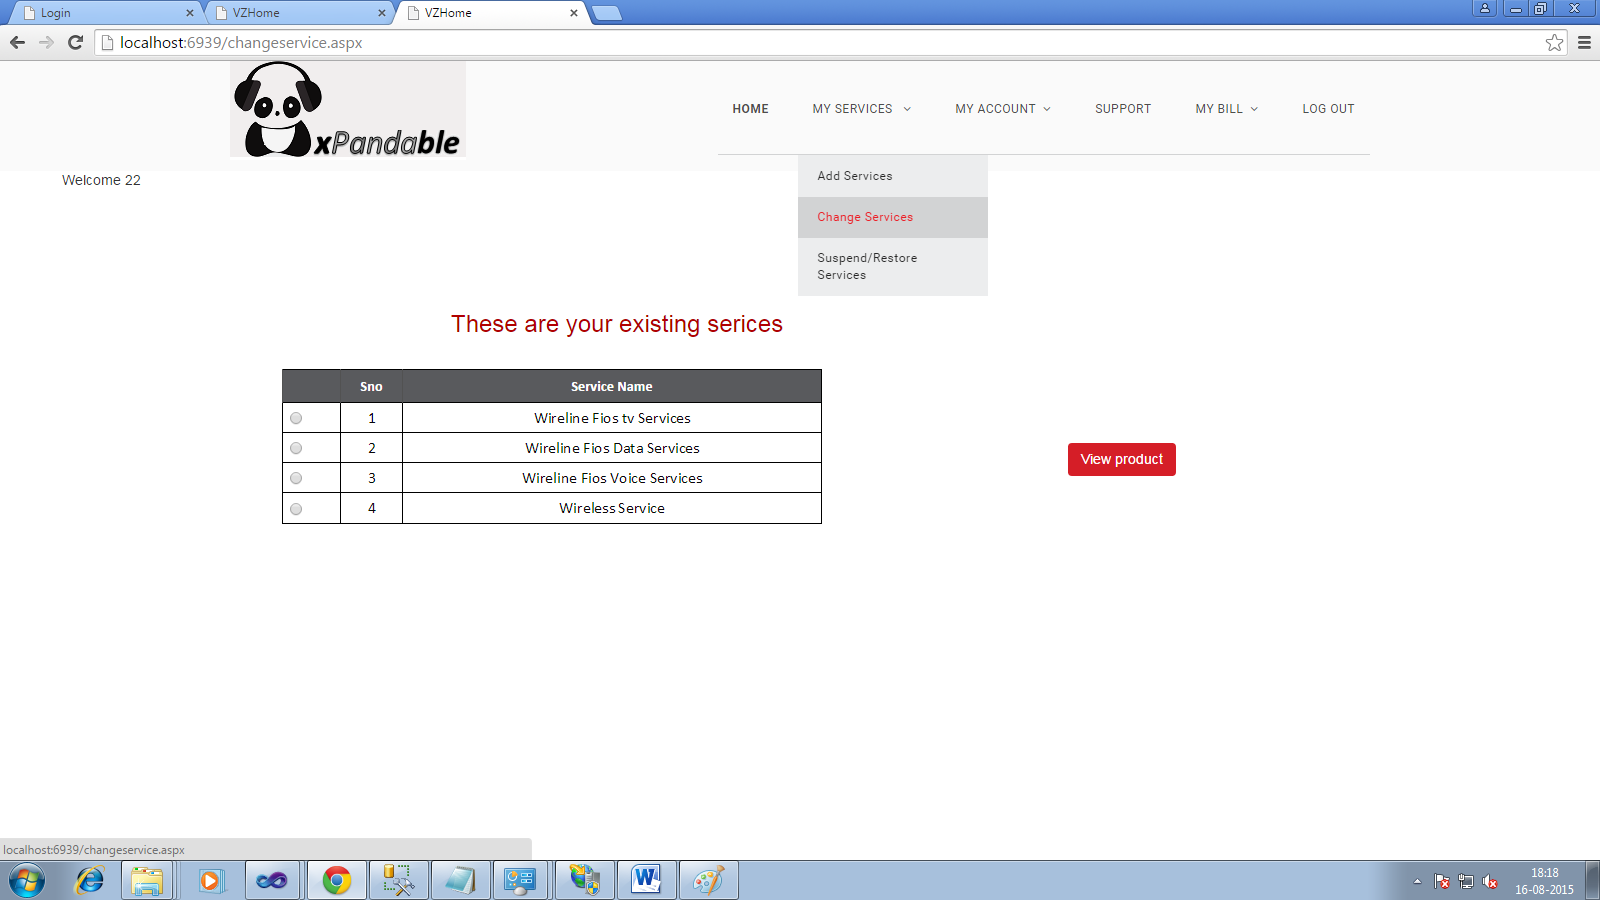 Login
VZHome
VZHome
localhost:6939/changeservice.aspx
xPandable
HOME
MY SERVICES
MY ACCOUNT
SUPPORT
MY BILL
LOG OUT
Welcome 22
Add Services
Change Services
Suspend/Restore
Services
These are your existing serices
Sno Service Name
1 Wireline Fios tv Services
2 Wireline Fios Data Services
3 Wireline Fios Voice Services
4 Wireless Service
View product
localhost:6939/changeservice.aspx
18:18
16-08-2015